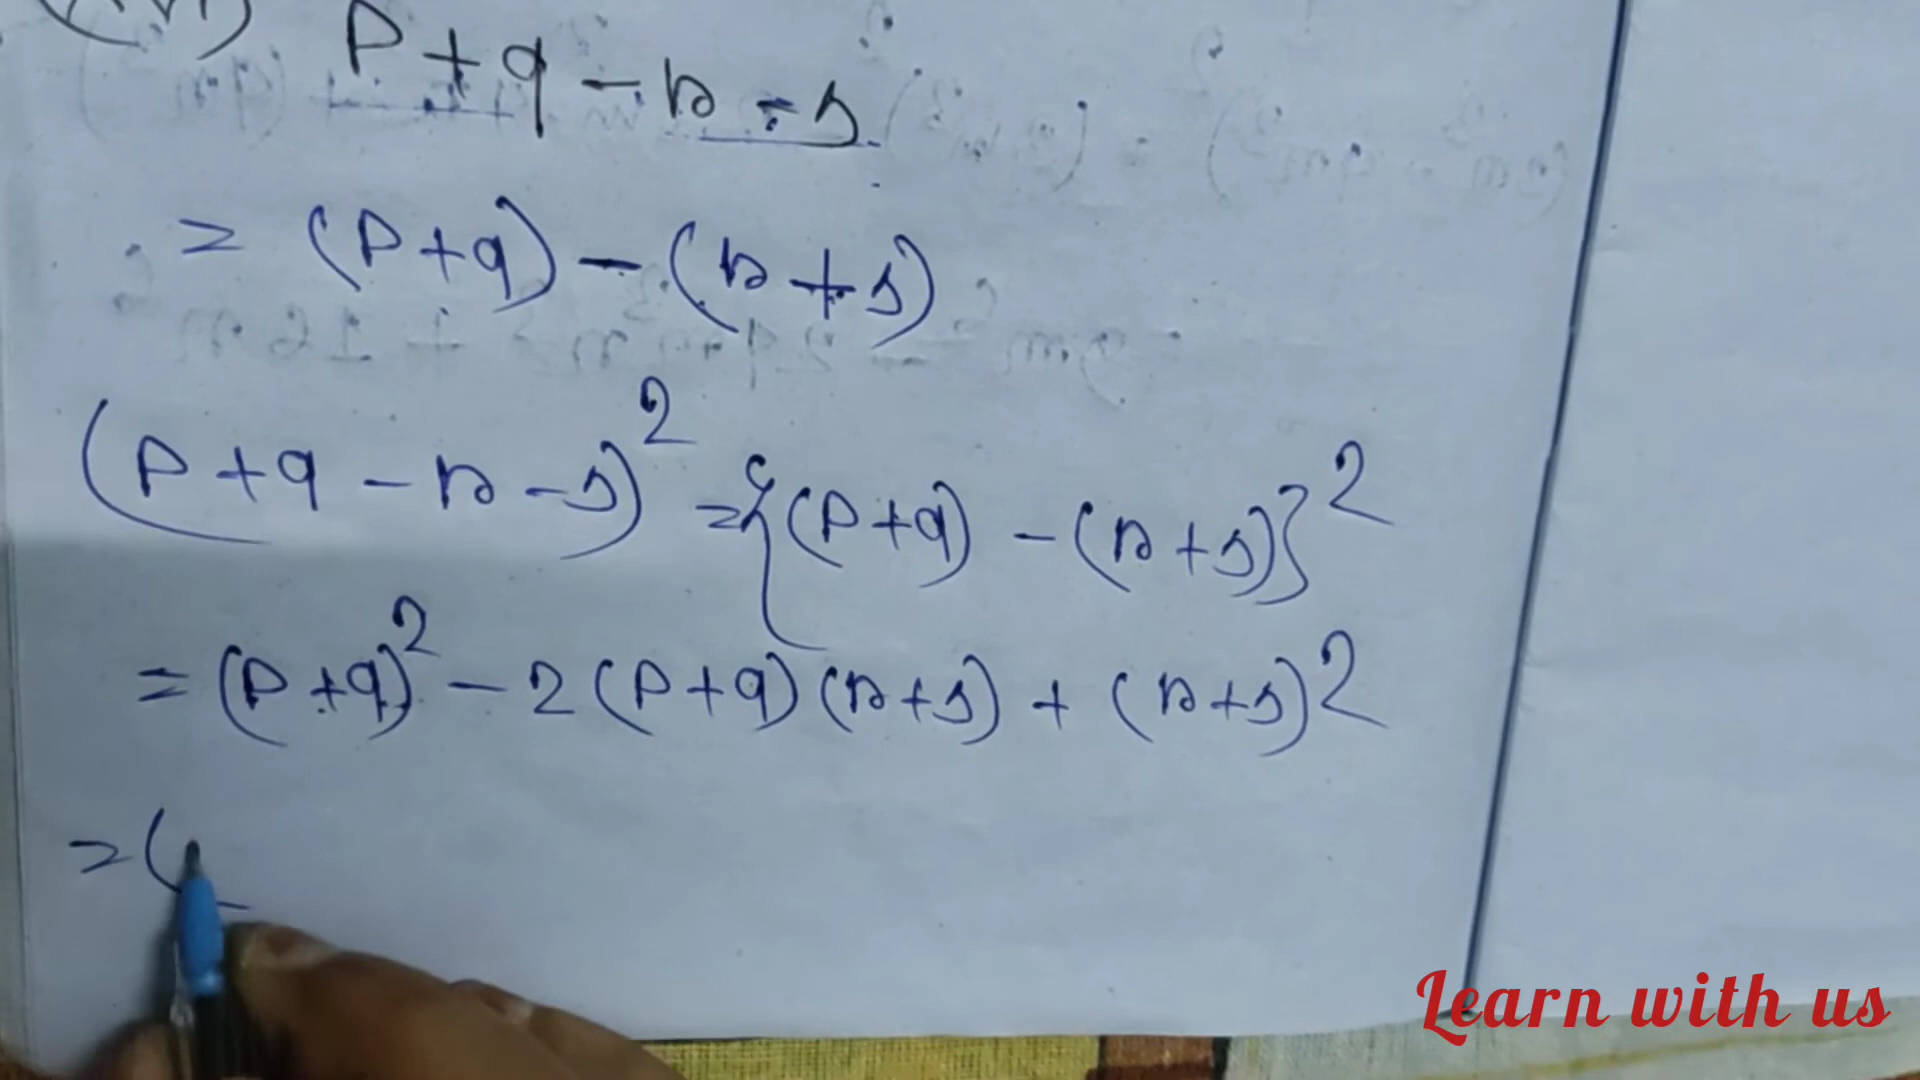 P + q - r - s
= (P + q) - (r + s)
(P + q - r - s)² = {(P + q) - (r + s)}²
= (P + q)² - 2 (P + q) (r + s) + (r + s)²
= (
Learn with us